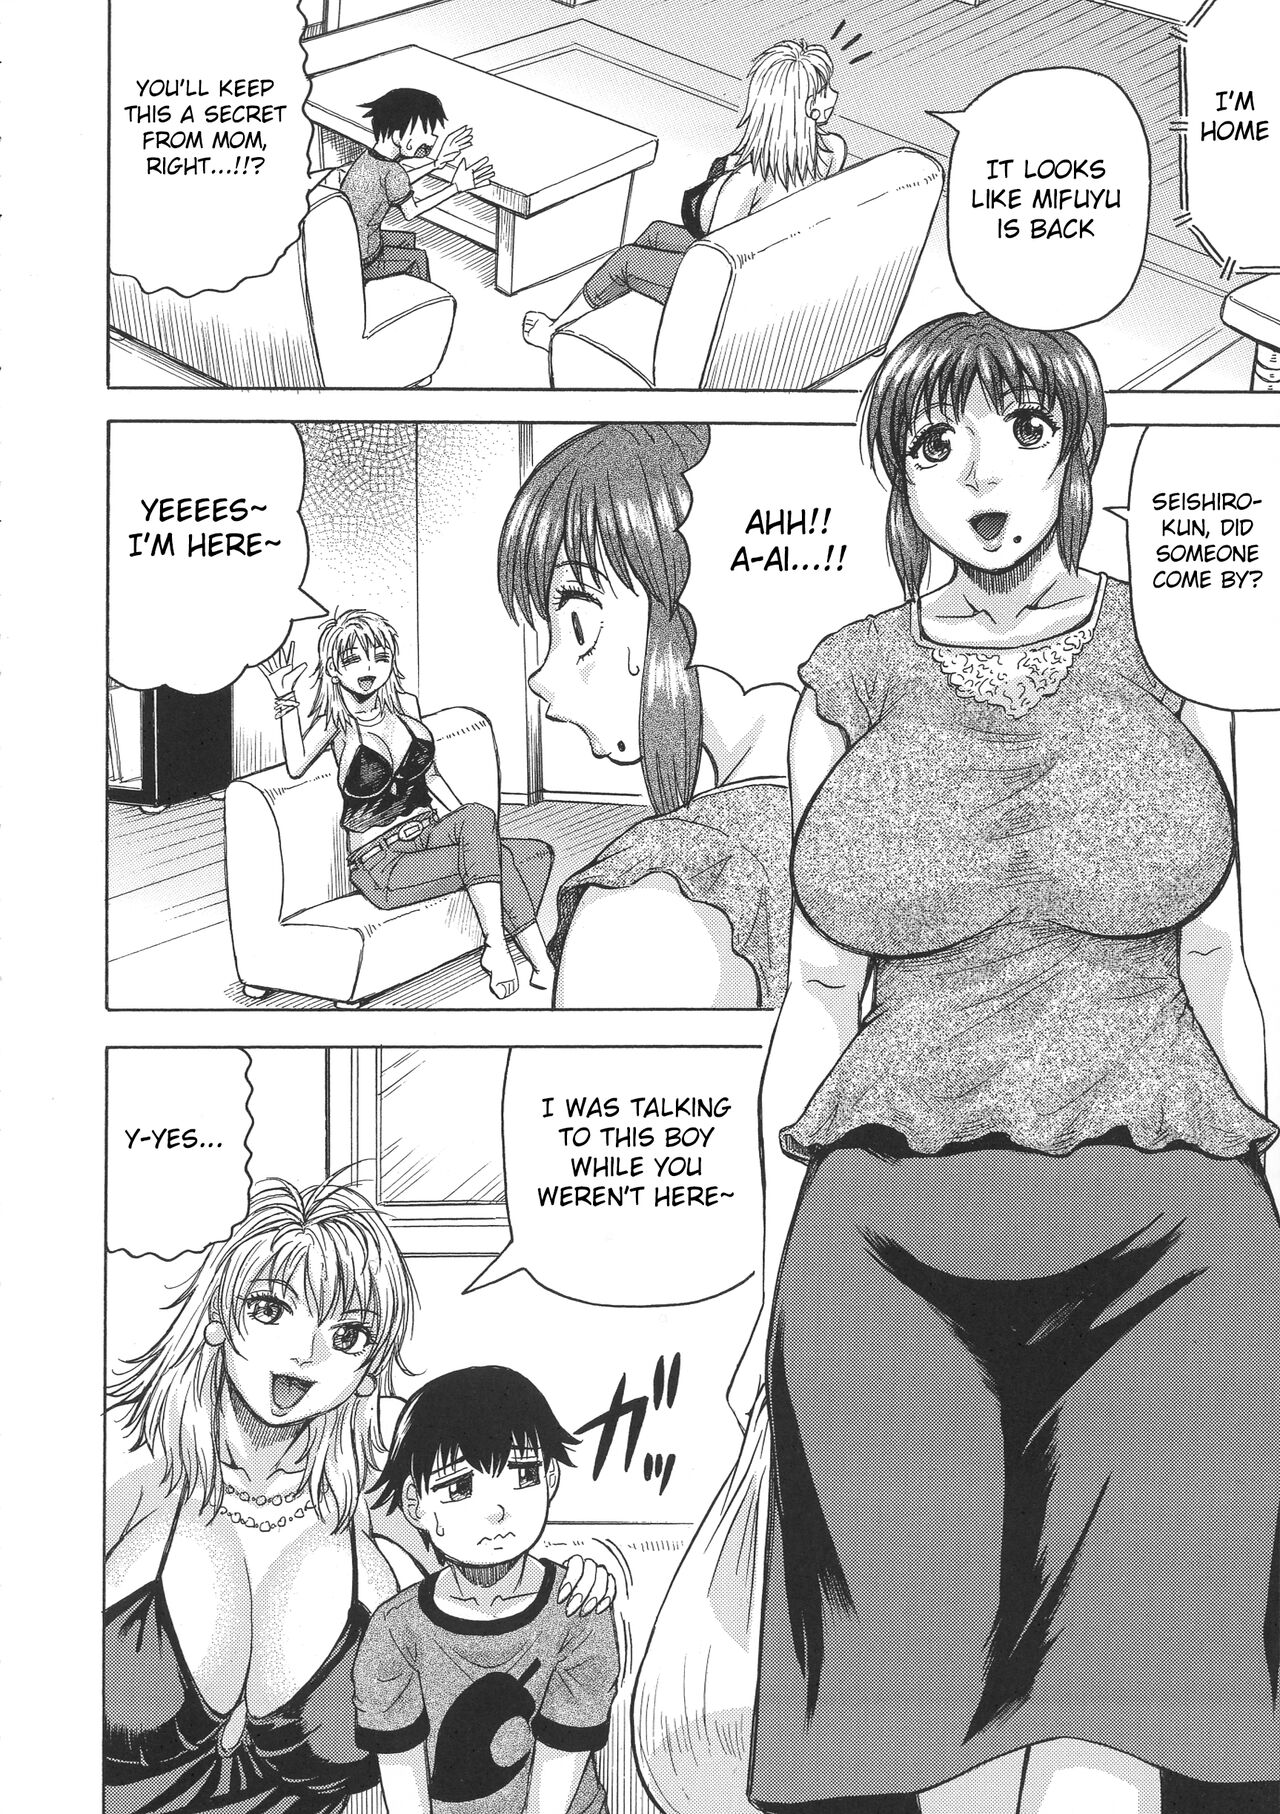 I'M
HOME
IT LOOKS
LIKE MIFUYU
IS BACK
YOU'LL KEEP
THIS A SECRET
FROM MOM,
RIGHT...!!?
SEISHIRO-
KUN, DID
SOMEONE
COME BY?
AHH!!
A-AI...!!
YEEEES~
I'M HERE~
I WAS TALKING
TO THIS BOY
WHILE YOU
WEREN'T HERE~
ガッ
Y-YES...